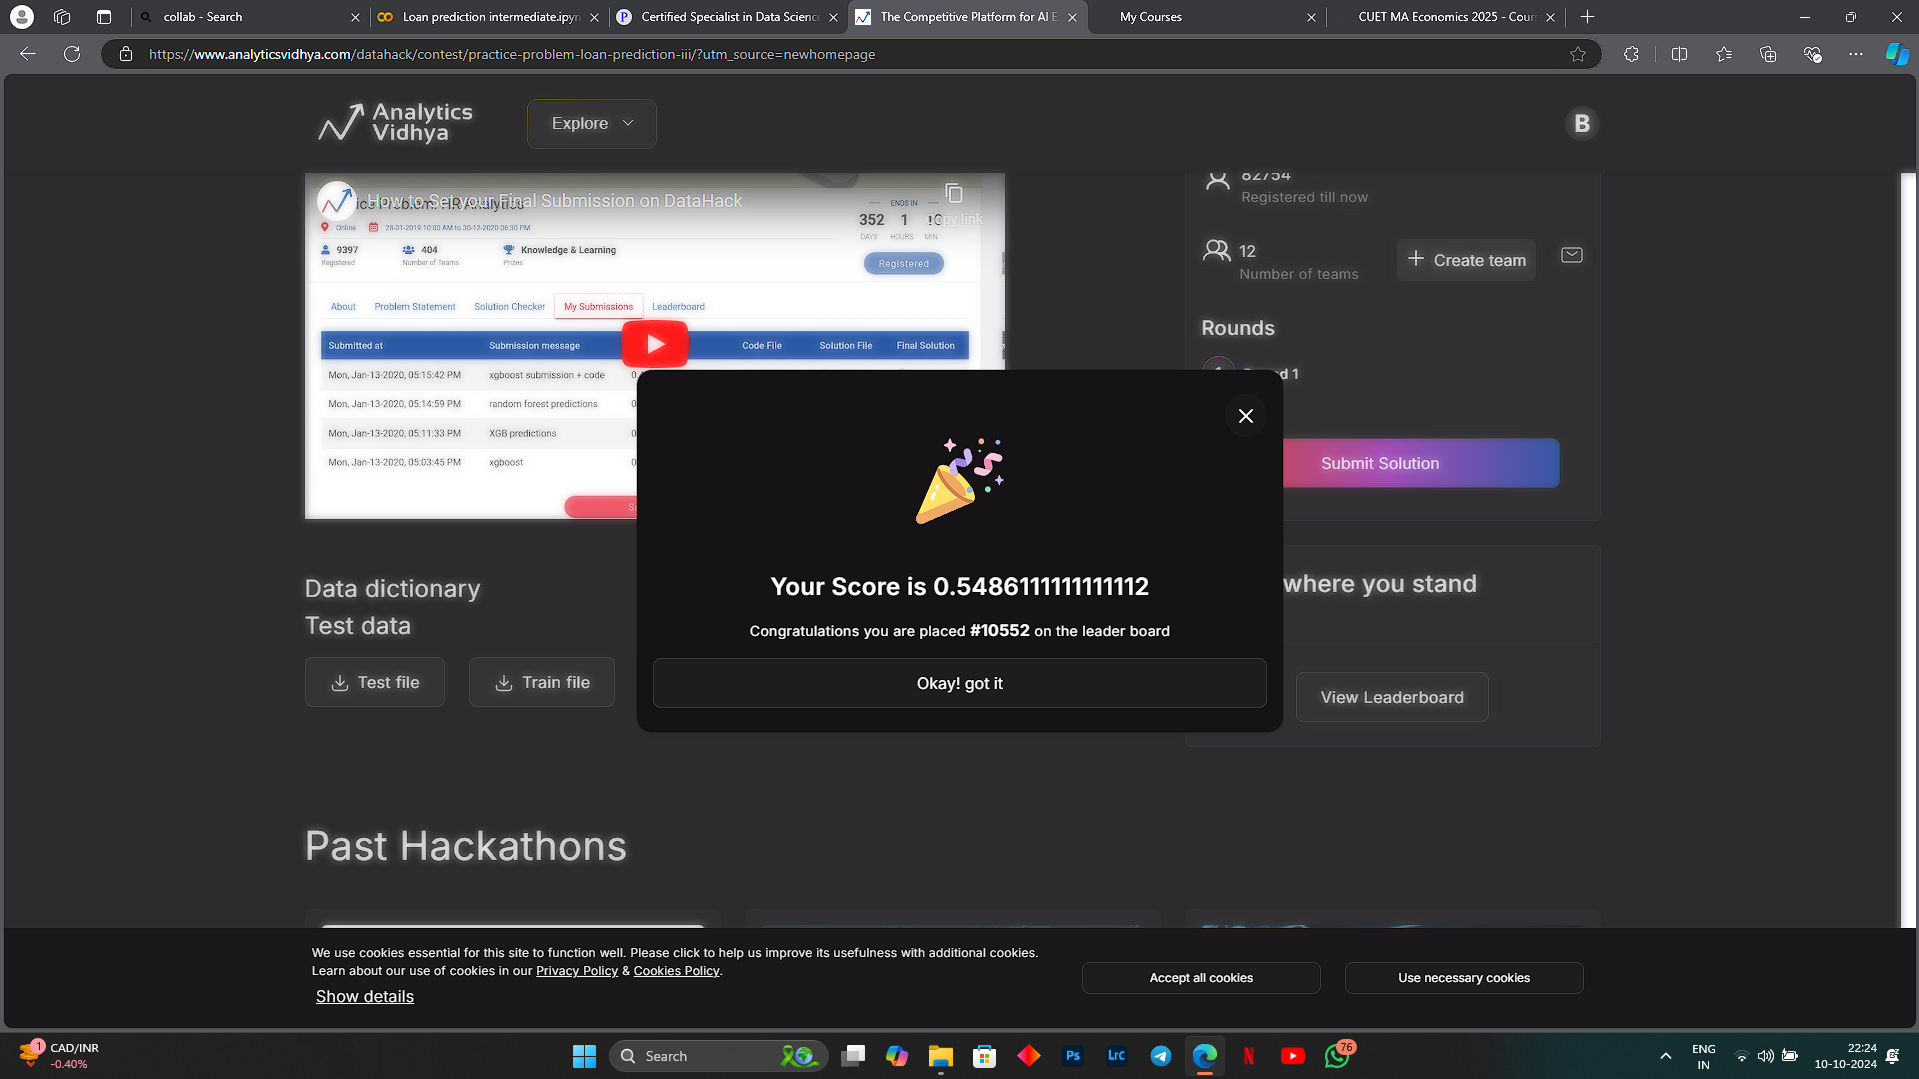 collab - Search
Loan prediction intermediate.ipyn
Certified Specialist in Data Science
The Competitive Platform for AI E
My Courses
CUET MA Economics 2025 - Cour
https://www.analyticsvidhya.com/datahack/contest/practice-problem-loan-prediction-iii/?utm_source=newhomepage
Analytics
Vidhya
Explore
B
How to Set your Final Submission on DataHack
Copy link
Online
28-01-2019 10:00 AM to 30-12-2020 06:30 PM
ENDS IN
352
1
DAYS
HOURS
MIN
9397
Registered
404
Number of Teams
Knowledge & Learning
Prizes
Registered
About
Problem Statement
Solution Checker
My Submissions
Leaderboard
Submitted at
Submission message
Code File
Solution File
Final Solution
Mon, Jan-13-2020, 05:15:42 PM
xgboost submission + code
Mon, Jan-13-2020, 05:14:59 PM
random forest predictions
Mon, Jan-13-2020, 05:11:33 PM
XGB predictions
Mon, Jan-13-2020, 05:03:45 PM
xgboost
82754
Registered till now
12
Number of teams
Create team
Rounds
Submit Solution
Your Score is 0.5486111111111112
Congratulations you are placed #10552 on the leader board
Okay! got it
where you stand
View Leaderboard
Data dictionary
Test data
Test file
Train file
Past Hackathons
We use cookies essential for this site to function well. Please click to help us improve its usefulness with additional cookies.
Learn about our use of cookies in our Privacy Policy & Cookies Policy.
Show details
Accept all cookies
Use necessary cookies
1
CAD/INR
-0.40%
Search
Ps
Lrc
N
76
ENG
IN
22:24
10-10-2024